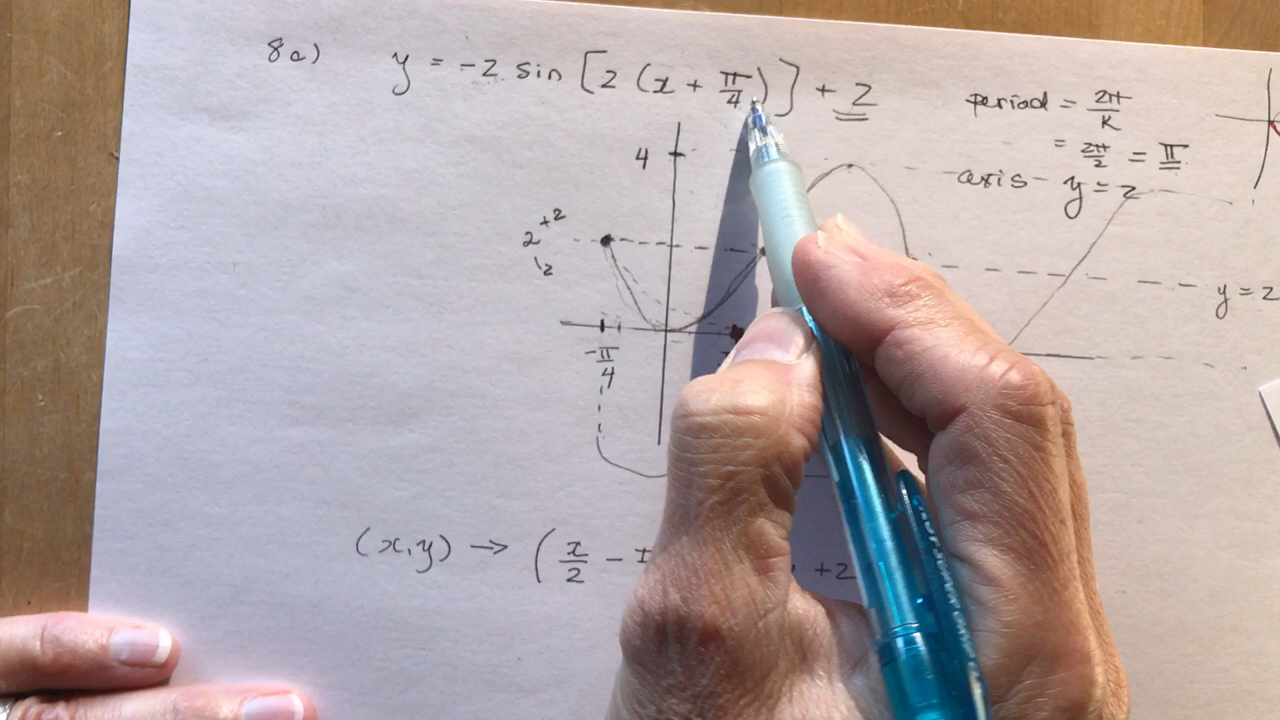 8a) y = -2 sin [2 (x + π/4)] + 2
period = 2π/K
= 2π/2 = π
axis - y = 2
4
2 +2
y = 2
-π/4
(x,y) → (x/2 - +2